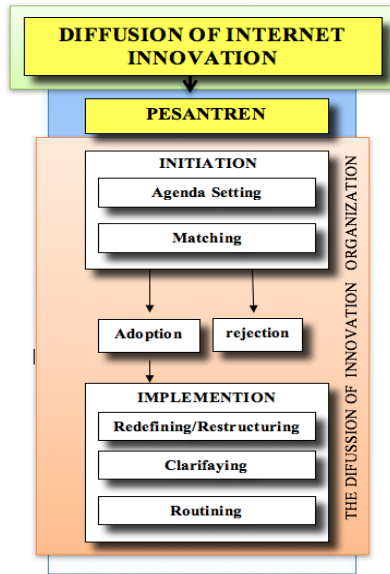 DIFFUSION OF INTERNET
INNOVATION
PESANTREN
INITIATION
Agenda Setting
Matching
Adoption
rejection
IMPLEMENTION
Redefining/Restructuring
Clarifaying
Routining
THE DIFUSSION OF INNOVATION ORGANIZATION